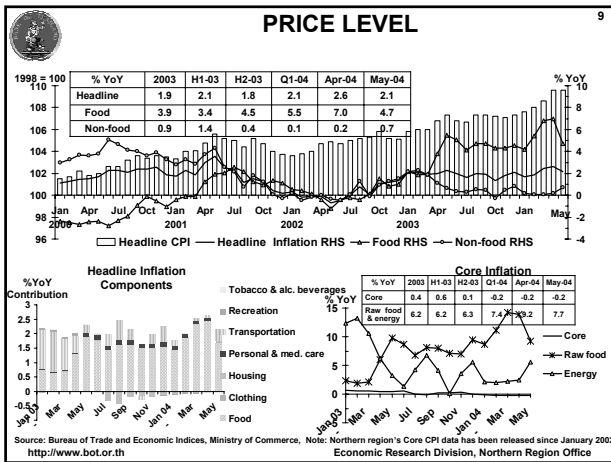 PRICE LEVEL
9
1998 = 100
% YoY
% YoY 2003 H1-03 H2-03 Q1-04 Apr-04 May-04
Headline 1.9 2.1 1.8 2.1 2.6 2.1
Food 3.9 3.4 4.5 5.5 7.0 4.7
Non-food 0.9 1.4 0.4 0.1 0.2 0.7
110
108
106
104
102
100
98
96
10
8
6
4
2
0
-2
-4
Jan Apr Jul Oct Jan Apr Jul Oct Jan Apr Jul Oct Jan Apr Jul Oct Jan May
2000 2001 2002 2003
Headline CPI Headline Inflation RHS Food RHS Non-food RHS
Headline Inflation
Components
%YoY
Contribution
3
2.5
2
1.5
1
0.5
0
-0.5
Jan 03 Mar May Jul Sep Nov Jan 04 Mar May
Tobacco & alc. beverages
Recreation
Transportation
Personal & med. care
Housing
Clothing
Food
Core Inflation
% YoY 2003 H1-03 H2-03 Q1-04 Apr-04 May-04
Core 0.4 0.6 0.1 -0.2 -0.2 -0.2
Raw food & energy 6.2 6.2 6.3 7.4 9.2 7.7
% YoY
15
10
5
0
Jan-03 Mar May Jul Sep Nov Jan 04 Mar May
Core
Raw food
Energy
Source: Bureau of Trade and Economic Indices, Ministry of Commerce, Note: Northern region's Core CPI data has been released since January 2002
http://www.bot.or.th
Economic Research Division, Northern Region Office